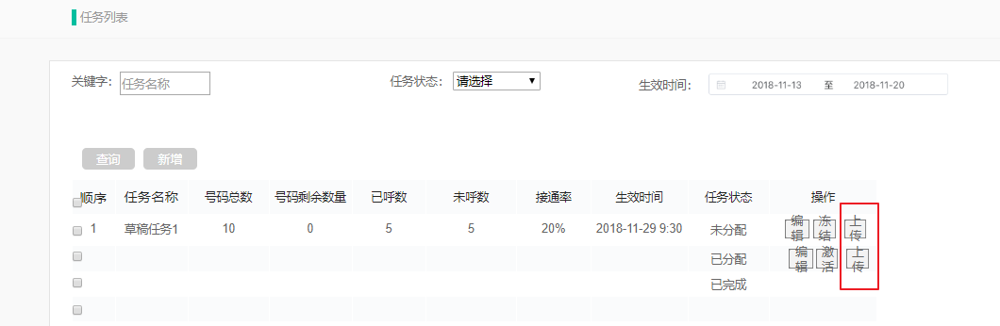 任务列表
关键字： 任务名称 任务状态： 请选择 生效时间： 2018-11-13 至 2018-11-20
查询 新增
顺序 任务名称 号码总数 号码剩余数量 已呼数 未呼数 接通率 生效时间 任务状态 操作
1 草稿任务1 10 0 5 5 20% 2018-11-29 9:30 未分配 编辑 冻结 上传
已分配 编辑 激活 上传
已完成